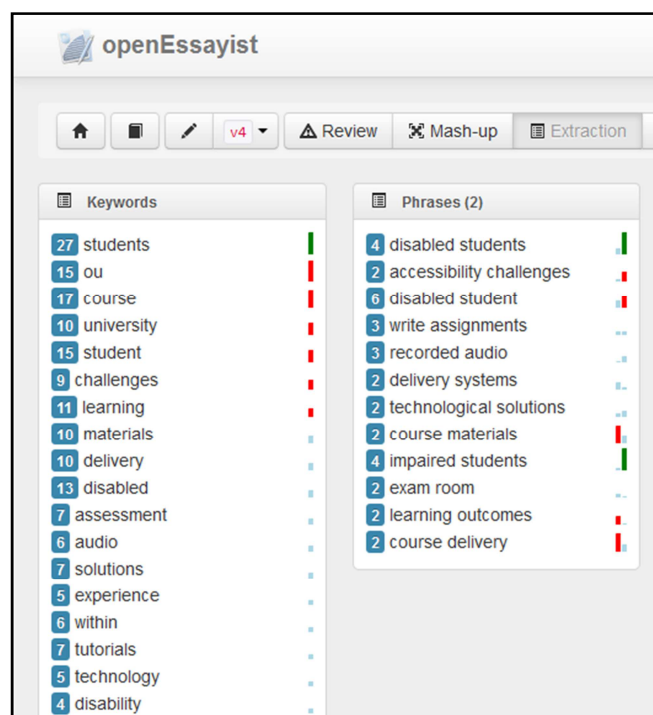 openEssayist
v4 Review Mash-up Extraction
Keywords
27 students
15 ou
17 course
10 university
15 student
9 challenges
11 learning
10 materials
10 delivery
13 disabled
7 assessment
6 audio
7 solutions
5 experience
6 within
7 tutorials
5 technology
4 disability
Phrases (2)
4 disabled students
2 accessibility challenges
6 disabled student
3 write assignments
3 recorded audio
2 delivery systems
2 technological solutions
2 course materials
4 impaired students
2 exam room
2 learning outcomes
2 course delivery